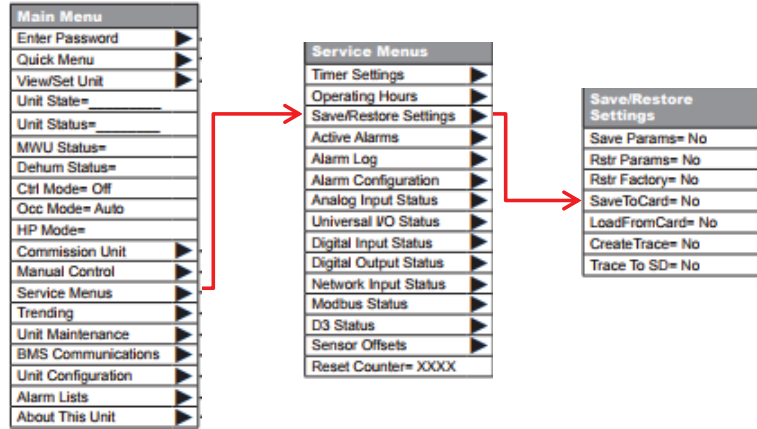 Main Menu
Enter Password
Quick Menu
View/Set Unit
Unit State=_________
Unit Status=________
MWU Status=
Dehum Status=
Ctrl Mode= Off
Occ Mode= Auto
HP Mode=
Commission Unit
Manual Control
Service Menus
Trending
Unit Maintenance
BMS Communications
Unit Configuration
Alarm Lists
About This Unit
Service Menus
Timer Settings
Operating Hours
Save/Restore Settings
Active Alarms
Alarm Log
Alarm Configuration
Analog Input Status
Universal I/O Status
Digital Input Status
Digital Output Status
Network Input Status
Modbus Status
D3 Status
Sensor Offsets
Reset Counter= XXXX
Save/Restore
Settings
Save Params= No
Rstr Params= No
Rstr Factory= No
SaveToCard= No
LoadFromCard= No
CreateTrace= No
Trace To SD= No